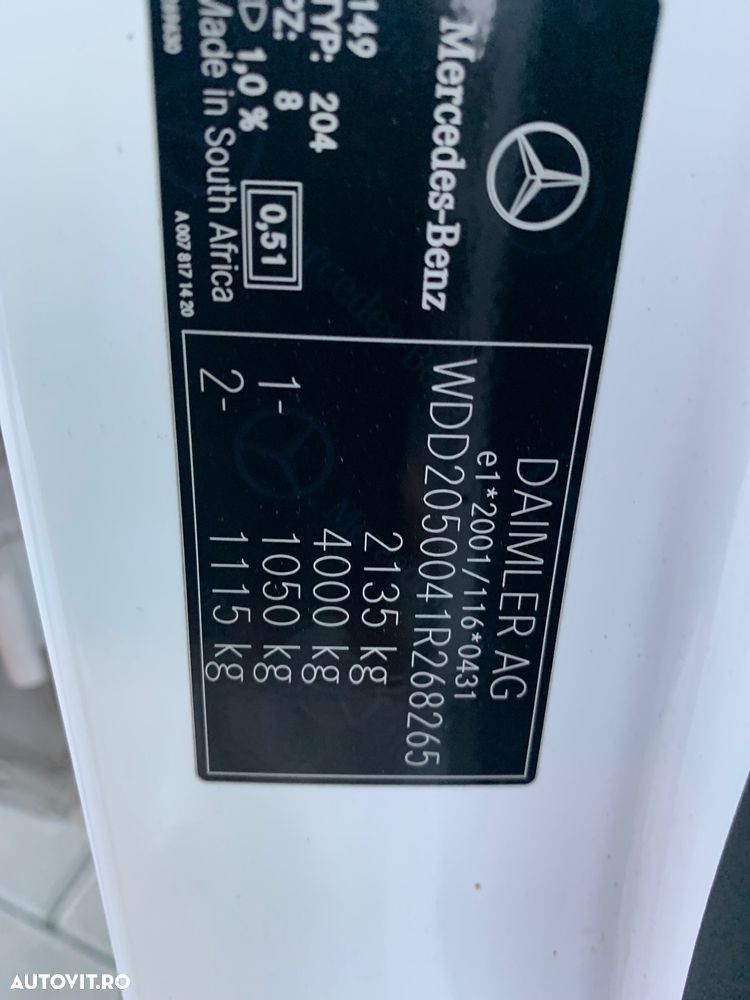 Mercedes-Benz
149
TYP: 204
PZ: 8
D 1,0 %
0,51
Made in South Africa
A 007 817 14 20
DAIMLER AG
e1*2001/116*0431
WDD2050041R268265
2135 kg
4000 kg
1- 1050 kg
2- 1115 kg
AUTOVIT.RO